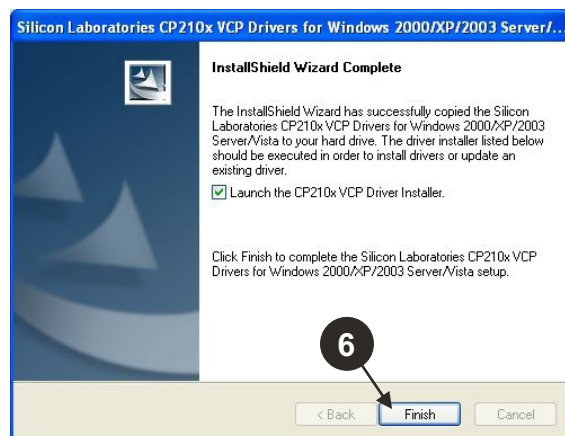 Silicon Laboratories CP210x VCP Drivers for Windows 2000/XP/2003 Server/...
InstallShield Wizard Complete
The InstallShield Wizard has successfully copied the Silicon
Laboratories CP210x VCP Drivers for Windows 2000/XP/2003
Server/Vista to your hard drive. The driver installer listed below
should be executed in order to install drivers or update an
existing driver.
Launch the CP210x VCP Driver Installer.
Click Finish to complete the Silicon Laboratories CP210x VCP
Drivers for Windows 2000/XP/2003 Server/Vista setup.
6
< Back Finish Cancel